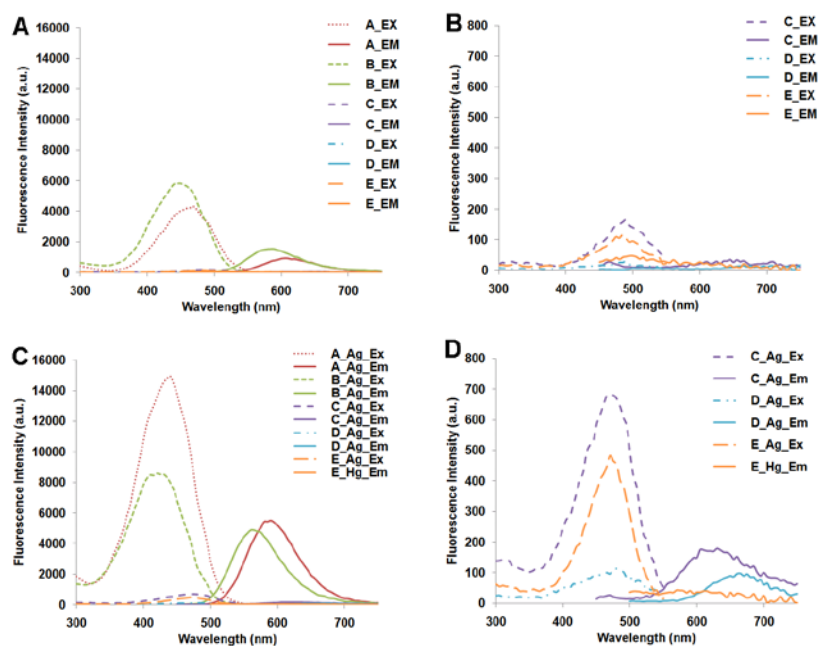 A
16000
14000
12000
10000
8000
6000
4000
2000
0
Fluorescence Intensity (a.u.)
300 400 500 600 700
Wavelength (nm)
A_EX
A_EM
B_EX
B_EM
C_EX
C_EM
D_EX
D_EM
E_EX
E_EM
B
800
700
600
500
400
300
200
100
0
Fluorescence Intensity (a.u.)
300 400 500 600 700
Wavelength (nm)
C_EX
C_EM
D_EX
D_EM
E_EX
E_EM
C
16000
14000
12000
10000
8000
6000
4000
2000
0
Fluorescence Intensity (a.u.)
300 400 500 600 700
Wavelength (nm)
A_Ag_Ex
A_Ag_Em
B_Ag_Ex
B_Ag_Em
C_Ag_Ex
C_Ag_Em
D_Ag_Ex
D_Ag_Em
E_Ag_Ex
E_Hg_Em
D
800
700
600
500
400
300
200
100
0
Fluorescence Intensity (a.u.)
300 400 500 600 700
Wavelength (nm)
C_Ag_Ex
C_Ag_Em
D_Ag_Ex
D_Ag_Em
E_Ag_Ex
E_Hg_Em